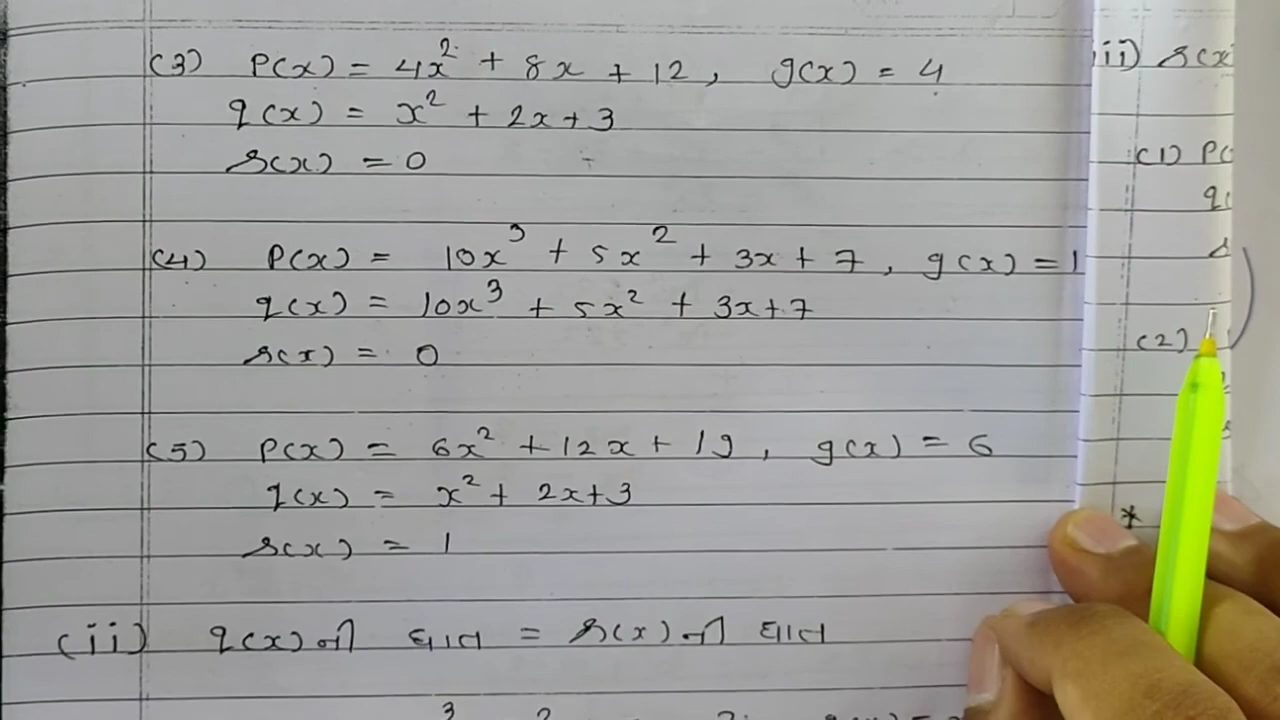 (3) P(x) = 4x² + 8x + 12, g(x) = 4
q(x) = x² + 2x + 3
r(x) = 0
(4) P(x) = 10x³ + 5x² + 3x + 7, g(x) = 1
q(x) = 10x³ + 5x² + 3x + 7
r(x) = 0
(5) P(x) = 6x² + 12x + 19, g(x) = 6
q(x) = x² + 2x + 3
r(x) = 1
(ii) q(x) ની ઘાત = r(x) ની ઘાત
iii) r(x
(1) P(
q(
r
(2)
*